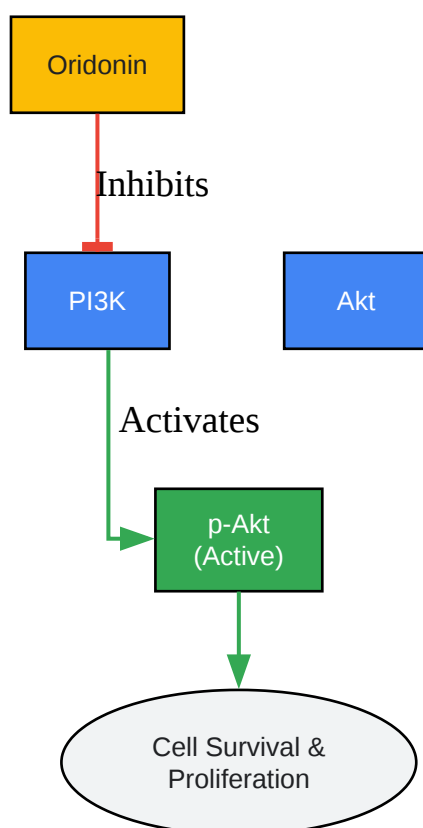 Oridonin
Inhibits
PI3K
Akt
Activates
p-Akt
(Active)
Cell Survival &
Proliferation